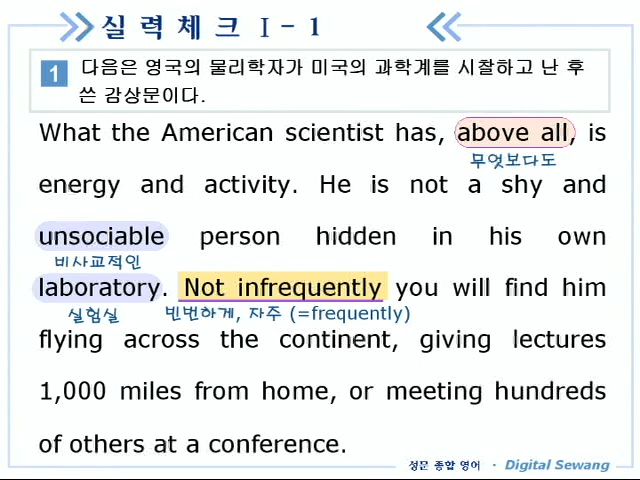 실 력 체 크 I - 1
1 다음은 영국의 물리학자가 미국의 과학계를 시찰하고 난 후
쓴 감상문이다.
What the American scientist has, above all, is
무엇보다도
energy and activity. He is not a shy and
unsociable person hidden in his own
비사교적인
laboratory. Not infrequently you will find him
실험실 빈번하게, 자주 (=frequently)
flying across the continent, giving lectures
1,000 miles from home, or meeting hundreds
of others at a conference.
정문 종합 영어 · Digital Sewang